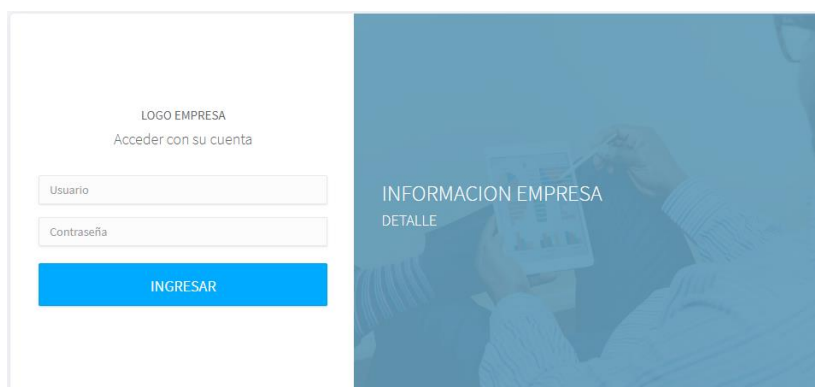 LOGO EMPRESA
Acceder con su cuenta
Usuario
Contraseña
INGRESAR
INFORMACION EMPRESA
DETALLE